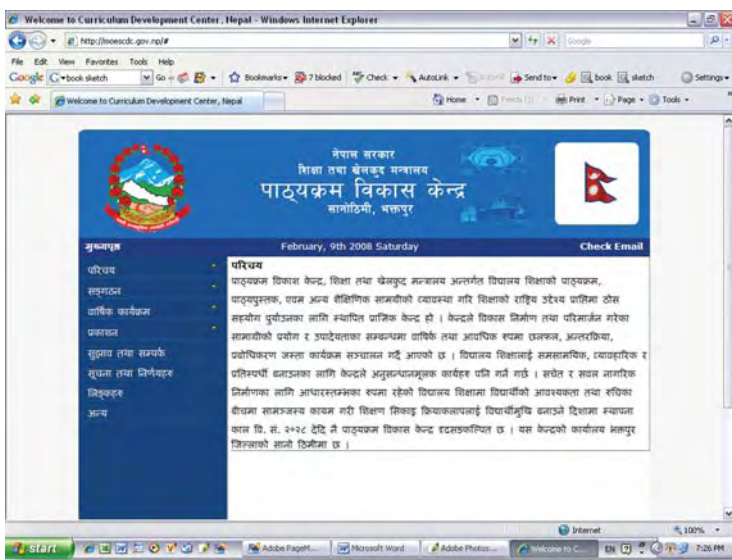 Welcome to Curriculum Development Center, Nepal - Windows Internet Explorer
http://moescdc.gov.np/#
Google
File Edit View Favorites Tools Help
Google book sketch Go Bookmarks 7 blocked Check AutoLink Send to book sketch Settings
Welcome to Curriculum Development Center, Nepal Home Print Page Tools
नेपाल सरकार
शिक्षा तथा खेलकुद मन्त्रालय
पाठ्यक्रम विकास केन्द्र
सानोठिमी, भक्तपुर
मुख्यपृष्ठ February, 9th 2008 Saturday Check Email
परिचय
सङ्गठन
वार्षिक कार्यक्रम
प्रकाशन
सुझाव तथा सम्पर्क
सूचना तथा निर्णयहरु
लिङ्कहरु
अन्य
परिचय
पाठ्यक्रम विकाश केन्द्र, शिक्षा तथा खेलकुद मन्त्रालय अन्तर्गत विद्यालय शिक्षाको पाठ्यक्रम,
पाठ्यपुस्तक, एवम अन्य शैक्षिणिक सामग्रीको व्यावस्था गरि शिक्षाको राष्ट्रिय उद्देश्य प्राप्तिमा ठोस
सहयोग पुर्याउनका लागि स्थापित प्राज्ञिक केन्द्र हो । केन्द्रले विकास निर्माण तथा परिमार्जन गरेका
सामाग्रीको प्रयोग र उपादेयताका सम्वन्धमा वार्षिक तथा आवधिक रुपमा छलफल, अन्तरक्रिया,
प्रवोधिकरण जस्ता कार्यक्रम सञ्चालन गर्दै आएको छ । विद्यालय शिक्षालाई समसामयिक, व्यावहारिक र
प्रतिस्पर्धी बनाउनका लागि केन्द्रले अनुसन्धानमूलक कार्यहरु पनि गर्ने गर्छ । सचेत र सवल नागरिक
निर्माणका लागि आधारस्तम्भका रुपमा रहेको विद्यालय शिक्षामा विद्यार्थीको आवश्यकता तथा रुचिका
बीचमा सामञ्जस्य कायम गरी शिक्षण सिकाइ क्रियाकलापलाई विद्यार्थीमुखि बनाउने दिशामा स्थापना
काल वि. सं. २०२८ देखि नै पाठ्यक्रम विकास केन्द्र दृढसङ्कल्पित छ । यस केन्द्रको कार्यालय भक्तपुर
जिल्लाको सानो ठिमीमा छ ।
Internet 100%
start Adobe PageM... Microsoft Word Adobe Photos... Welcome to C... EN 7:26 PM